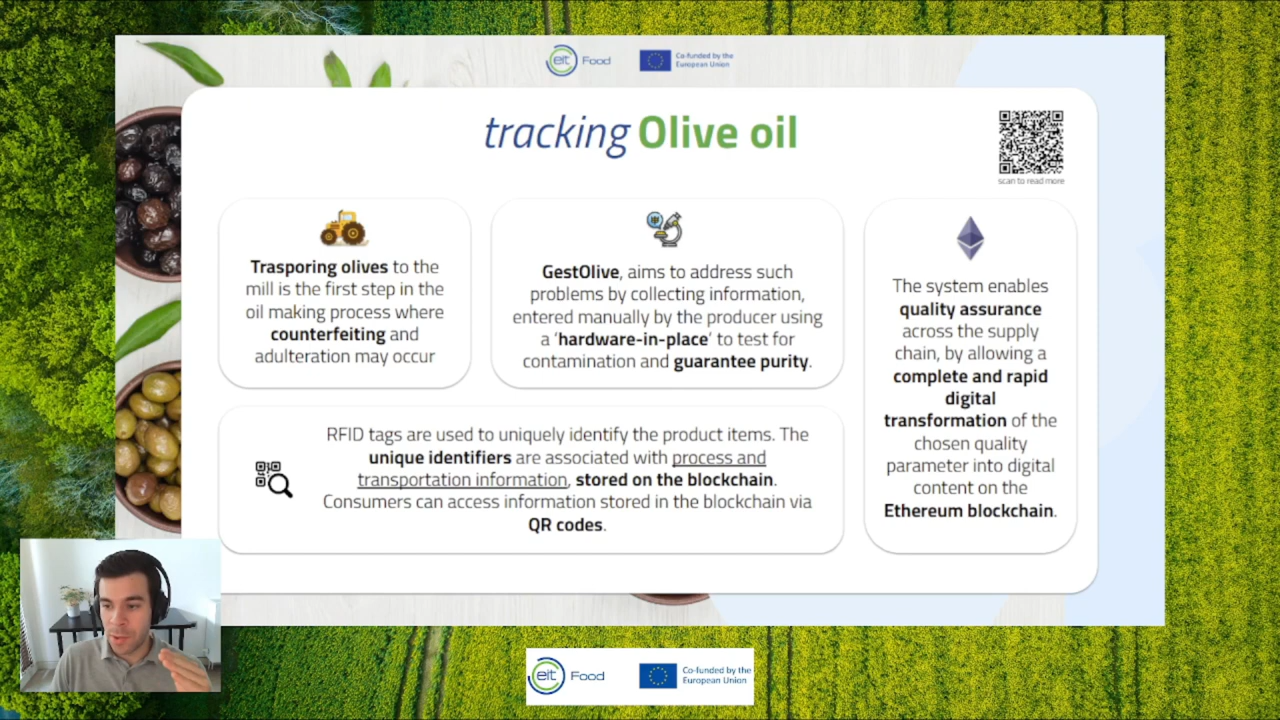 eit Food
Co-funded by the
European Union
tracking Olive oil
scan to read more
Trasporing olives to the
mill is the first step in the
oil making process where
counterfeiting and
adulteration may occur
GestOlive, aims to address such
problems by collecting information,
entered manually by the producer using
a ‘hardware-in-place’ to test for
contamination and guarantee purity.
The system enables
quality assurance
across the supply
chain, by allowing a
complete and rapid
digital
transformation of the
chosen quality
parameter into digital
content on the
Ethereum blockchain.
RFID tags are used to uniquely identify the product items. The
unique identifiers are associated with process and
transportation information, stored on the blockchain.
Consumers can access information stored in the blockchain via
QR codes.
eit Food
Co-funded by the
European Union